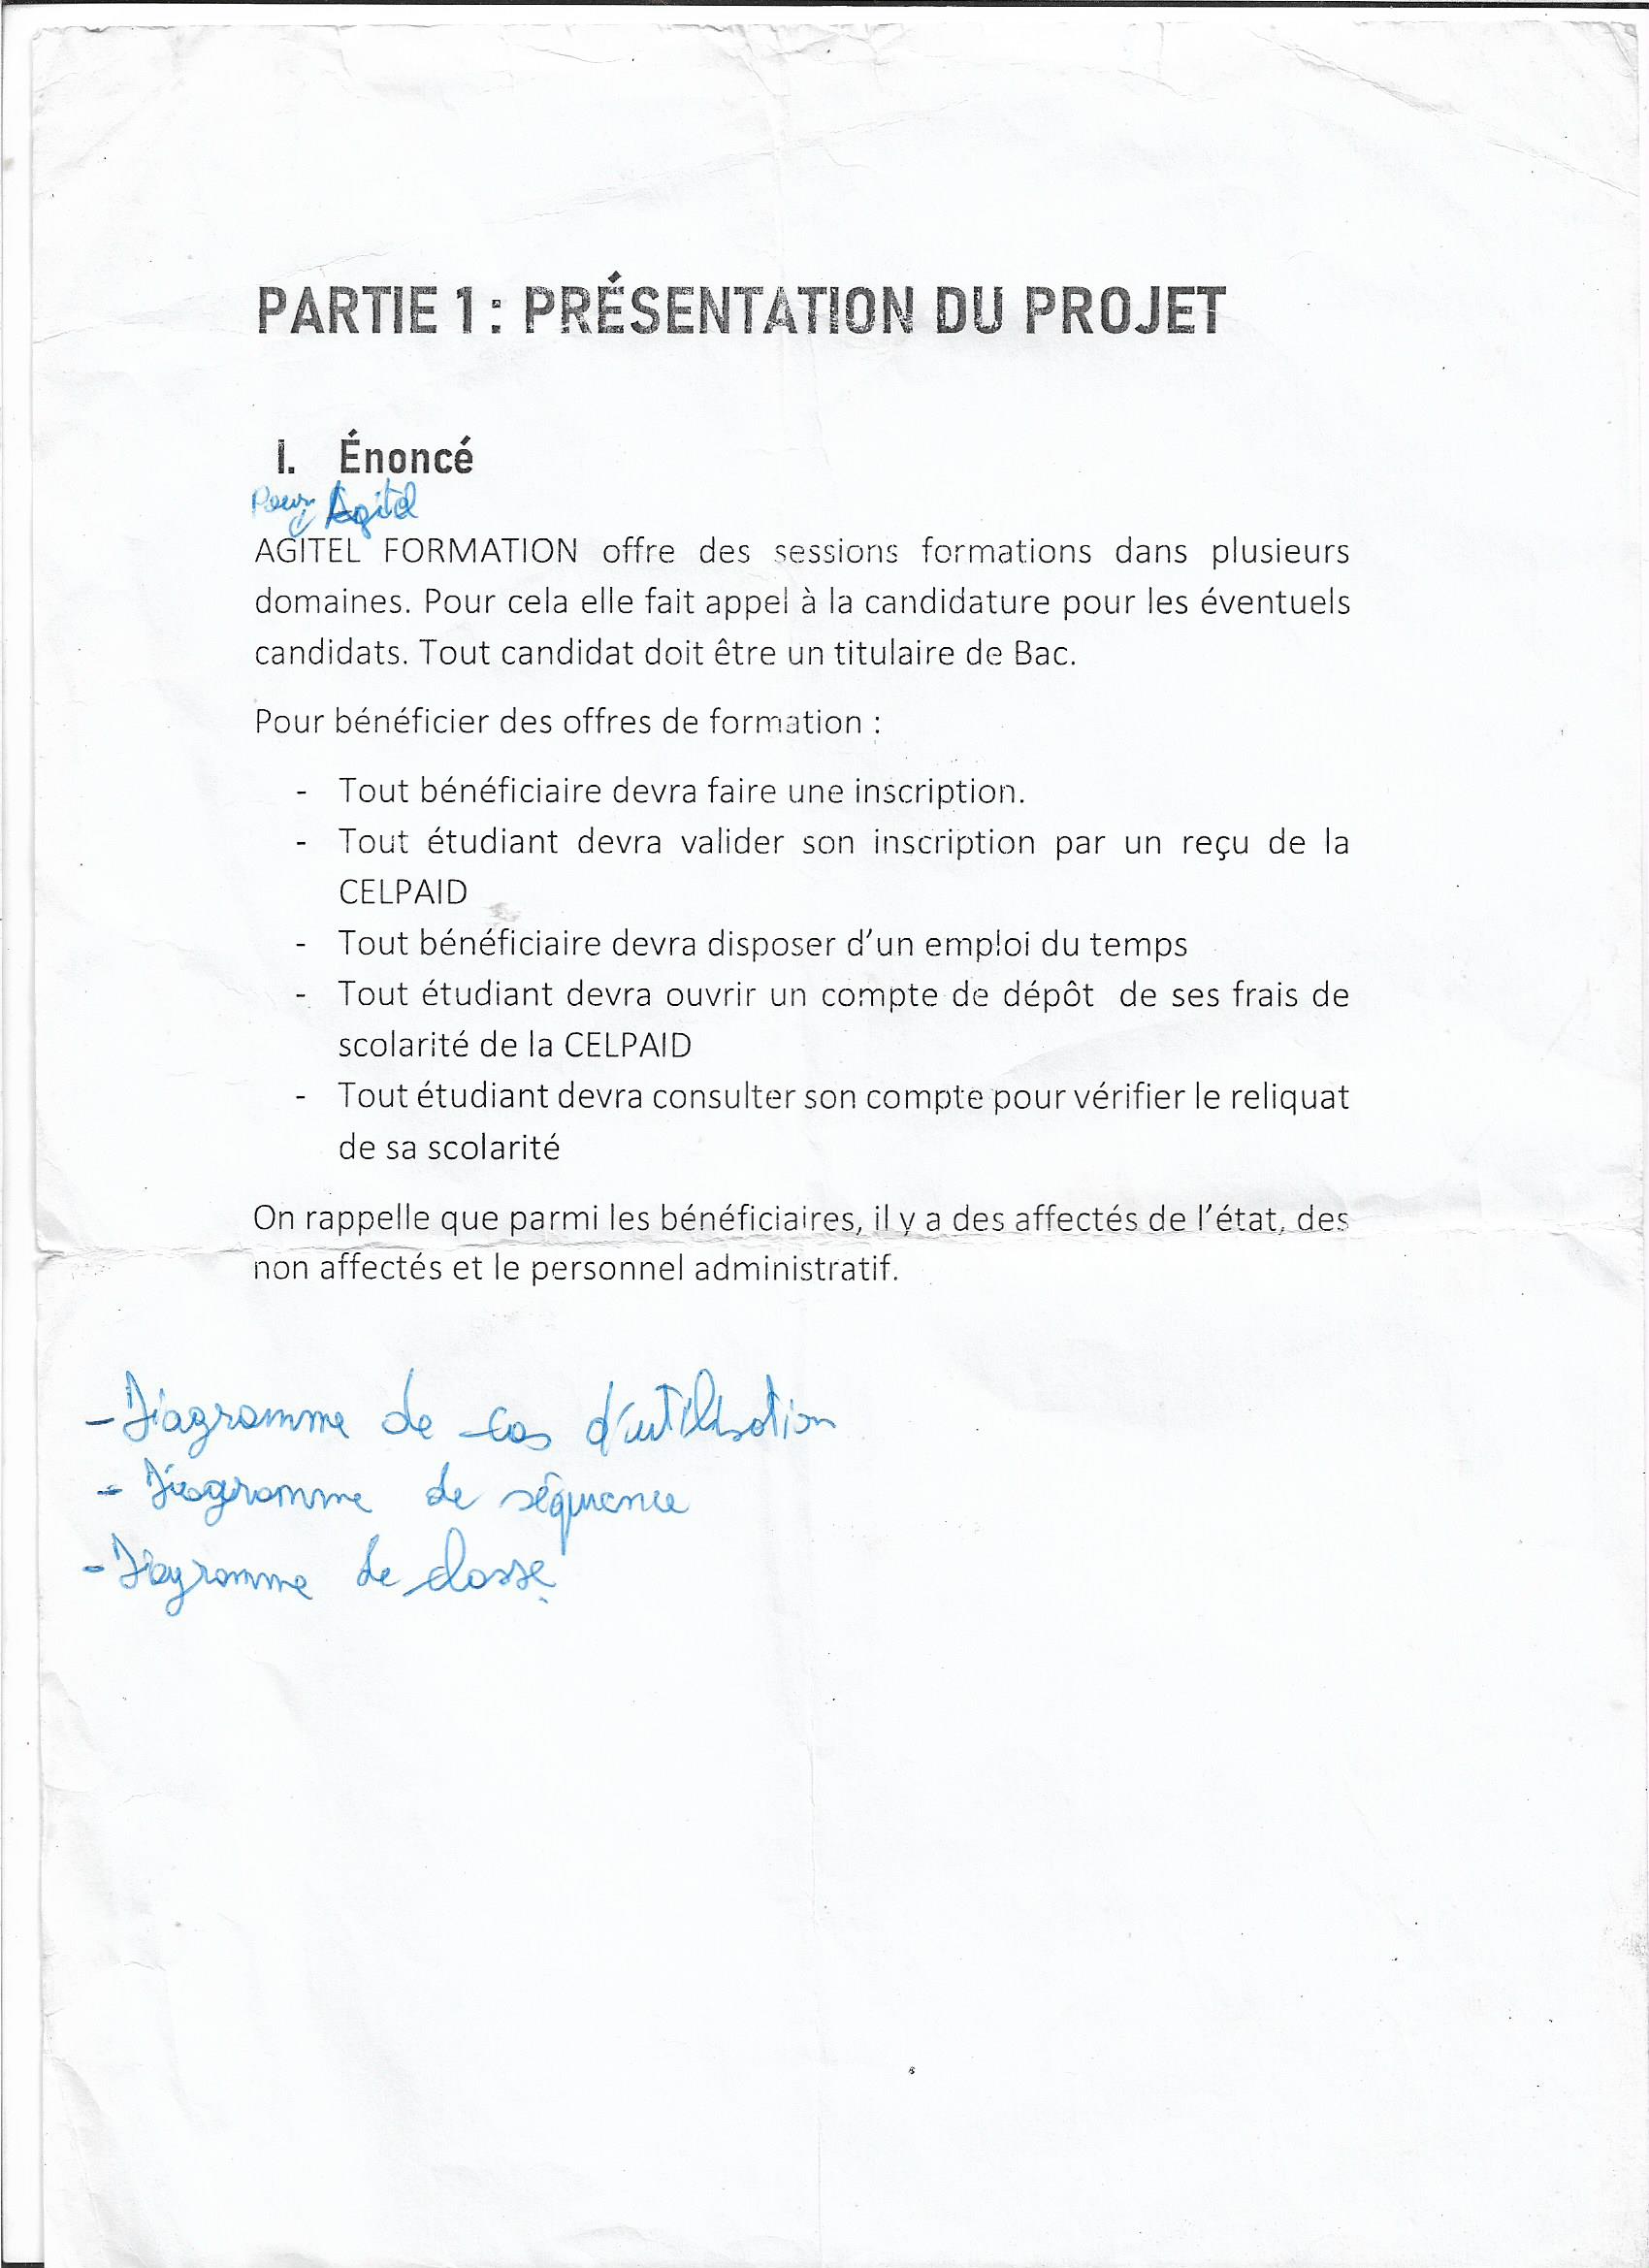 PARTIE 1 : PRÉSENTATION DU PROJET
I. Énoncé
Pour Agitel
AGITEL FORMATION offre des sessions formations dans plusieurs
domaines. Pour cela elle fait appel à la candidature pour les éventuels
candidats. Tout candidat doit être un titulaire de Bac.
Pour bénéficier des offres de formation :
- Tout bénéficiaire devra faire une inscription.
- Tout étudiant devra valider son inscription par un reçu de la
CELPAID
- Tout bénéficiaire devra disposer d'un emploi du temps
- Tout étudiant devra ouvrir un compte de dépôt de ses frais de
scolarité de la CELPAID
- Tout étudiant devra consulter son compte pour vérifier le reliquat
de sa scolarité
On rappelle que parmi les bénéficiaires, il y a des affectés de l'état, des
non affectés et le personnel administratif.
- Diagramme de cas d'utilisation
- Diagramme de séquence
- Diagramme de classe